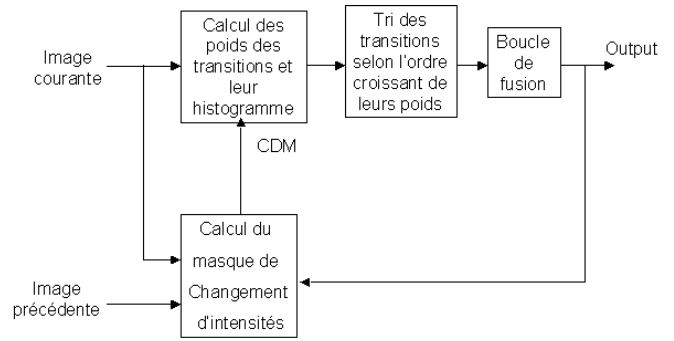 Image
courante
Calcul des
poids des
transitions et
leur
histogramme
Tri des
transitions
selon l'ordre
croissant de
leurs poids
Boucle
de
fusion
Output
CDM
Calcul du
masque de
Changement
d'intensités
Image
précédente